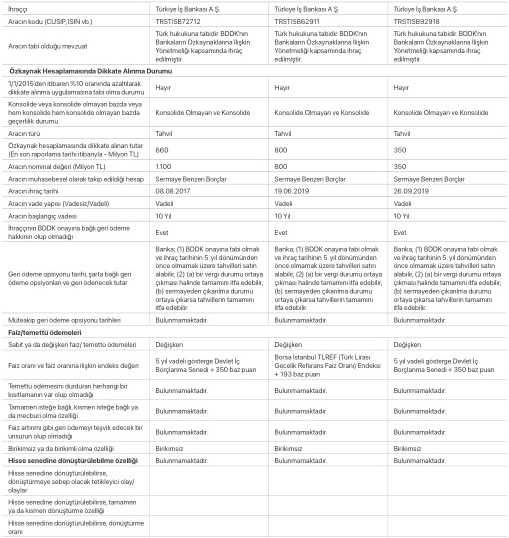 İhraççı Türkiye İş Bankası A.Ş. Türkiye İş Bankası A.Ş. Türkiye İş Bankası A.Ş.
Aracın kodu (CUSIP, ISIN vb.) TRSTISB72712 TRSTISB62911 TRSTISB92918
Türk hukukuna tabidir. BDDK'nın Türk hukukuna tabidir. BDDK'nın Türk hukukuna tabidir. BDDK'nın
Aracın tabi olduğu mevzuat Bankaların Özkaynaklarına İlişkin Bankaların Özkaynaklarına İlişkin Bankaların Özkaynaklarına İlişkin
Yönetmeliği kapsamında ihraç Yönetmeliği kapsamında ihraç Yönetmeliği kapsamında ihraç
edilmiştir. edilmiştir. edilmiştir.
Özkaynak Hesaplamasında Dikkate Alınma Durumu
1/1/2015'den itibaren %10 oranında azaltılarak
dikkate alınma uygulamasına tabi olma durumu Hayır Hayır Hayır
Konsolide veya konsolide olmayan bazda veya
hem konsolide hem konsolide olmayan bazda Konsolide Olmayan ve Konsolide Konsolide Olmayan ve Konsolide Konsolide Olmayan ve Konsolide
geçerlilik durumu
Aracın türü Tahvil Tahvil Tahvil
Özkaynak hesaplamasında dikkate alınan tutar 660 800 350
(En son raporlama tarihi itibarıyla - Milyon TL)
Aracın nominal değeri (Milyon TL) 1.100 800 350
Aracın muhasebesel olarak takip edildiği hesap Sermaye Benzeri Borçlar Sermaye Benzeri Borçlar Sermaye Benzeri Borçlar
Aracın ihraç tarihi 08.08.2017 19.06.2019 26.09.2019
Aracın vade yapısı (Vadesiz/Vadeli) Vadeli Vadeli Vadeli
Aracın başlangıç vadesi 10 Yıl 10 Yıl 10 Yıl
İhraççının BDDK onayına bağlı geri ödeme Evet Evet Evet
hakkının olup olmadığı
Banka; (1) BDDK onayına tabi olmak Banka; (1) BDDK onayına tabi olmak Banka; (1) BDDK onayına tabi olmak
ve ihraç tarihinin 5. yıl dönümünden ve ihraç tarihinin 5. yıl dönümünden ve ihraç tarihinin 5. yıl dönümünden
önce olmamak üzere tahvilleri satın önce olmamak üzere tahvilleri satın önce olmamak üzere tahvilleri satın
Geri ödeme opsiyonu tarihi, şarta bağlı geri alabilir, (2) (a) bir vergi durumu ortaya alabilir, (2) (a) bir vergi durumu ortaya alabilir, (2) (a) bir vergi durumu ortaya
ödeme opsiyonları ve geri ödenecek tutar çıkması halinde tamamını itfa edebilir, çıkması halinde tamamını itfa edebilir, çıkması halinde tamamını itfa edebilir,
(b) sermayeden çıkarılma durumu (b) sermayeden çıkarılma durumu (b) sermayeden çıkarılma durumu
ortaya çıkarsa tahvillerin tamamını ortaya çıkarsa tahvillerin tamamını ortaya çıkarsa tahvillerin tamamını
itfa edebilir. itfa edebilir. itfa edebilir.
Müteakip geri ödeme opsiyonu tarihleri Bulunmamaktadır. Bulunmamaktadır. Bulunmamaktadır.
Faiz/temettü ödemeleri
Sabit ya da değişken faiz/ temettü ödemeleri Değişken Değişken Değişken
Faiz oranı ve faiz oranına ilişkin endeks değeri 5 yıl vadeli gösterge Devlet İç Borsa İstanbul TLREF (Türk Lirası 5 yıl vadeli gösterge Devlet İç
Borçlanma Senedi + 350 baz puan Gecelik Referans Faiz Oranı) Endeksi Borçlanma Senedi + 350 baz puan
+ 193 baz puan
Temettü ödemesini durduran herhangi bir
kısıtlamanın var olup olmadığı Bulunmamaktadır. Bulunmamaktadır. Bulunmamaktadır.
Tamamen isteğe bağlı, kısmen isteğe bağlı ya
da mecburi olma özelliği Bulunmamaktadır. Bulunmamaktadır. Bulunmamaktadır.
Faiz artırımı gibi geri ödemeyi teşvik edecek bir
unsurun olup olmadığı Bulunmamaktadır. Bulunmamaktadır. Bulunmamaktadır.
Birikimsiz ya da birikimli olma özelliği Birikimsiz Birikimsiz Birikimsiz
Hisse senedine dönüştürülebilme özelliği Bulunmamaktadır. Bulunmamaktadır. Bulunmamaktadır.
Hisse senedine dönüştürülebilirse,
dönüştürmeye sebep olacak tetikleyici olay/
olaylar
Hisse senedine dönüştürülebilirse, tamamen
ya da kısmen dönüştürme özelliği
Hisse senedine dönüştürülebilirse, dönüştürme
oranı